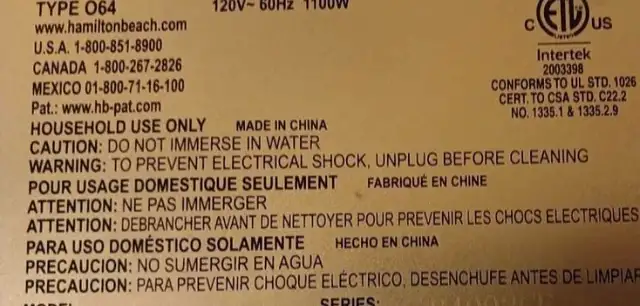 TYPE O64 120V~ 60Hz 1100W
www.hamiltonbeach.com
U.S.A. 1-800-851-8900
CANADA 1-800-267-2826
MEXICO 01-800-71-16-100
Pat.: www.hb-pat.com
C ETL US
LISTED
Intertek
2003398
CONFORMS TO UL STD. 1026
CERT. TO CSA STD. C22.2
NO. 1335.1 & 1335.2.9
HOUSEHOLD USE ONLY MADE IN CHINA
CAUTION: DO NOT IMMERSE IN WATER
WARNING: TO PREVENT ELECTRICAL SHOCK, UNPLUG BEFORE CLEANING
POUR USAGE DOMESTIQUE SEULEMENT FABRIQUÉ EN CHINE
ATTENTION: NE PAS IMMERGER
ATTENTION: DEBRANCHER AVANT DE NETTOYER POUR PREVENIR LES CHOCS ELECTRIQUES
PARA USO DOMÉSTICO SOLAMENTE HECHO EN CHINA
PRECAUCION: NO SUMERGIR EN AGUA
PRECAUCION: PARA PREVENIR CHOQUE ELÉCTRICO, DESENCHUFE ANTES DE LIMPIAR
MODEL: SERIES: